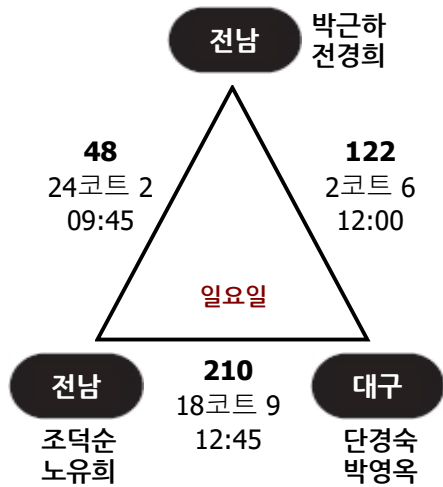 전남
박근하
전경희
48
24코트 2
09:45
122
2코트 6
12:00
일요일
전남
조덕순
노유희
210
18코트 9
12:45
대구
단경숙
박영옥